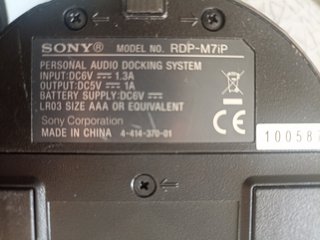 SONY® MODEL NO. RDP-M7iP
PERSONAL AUDIO DOCKING SYSTEM
INPUT:DC6V ⎓ 1.3A
OUTPUT:DC5V ⎓ 1A
BATTERY SUPPLY:DC6V ⎓
LR03 SIZE AAA OR EQUIVALENT
Sony Corporation
MADE IN CHINA 4-414-370-01
CE
100587